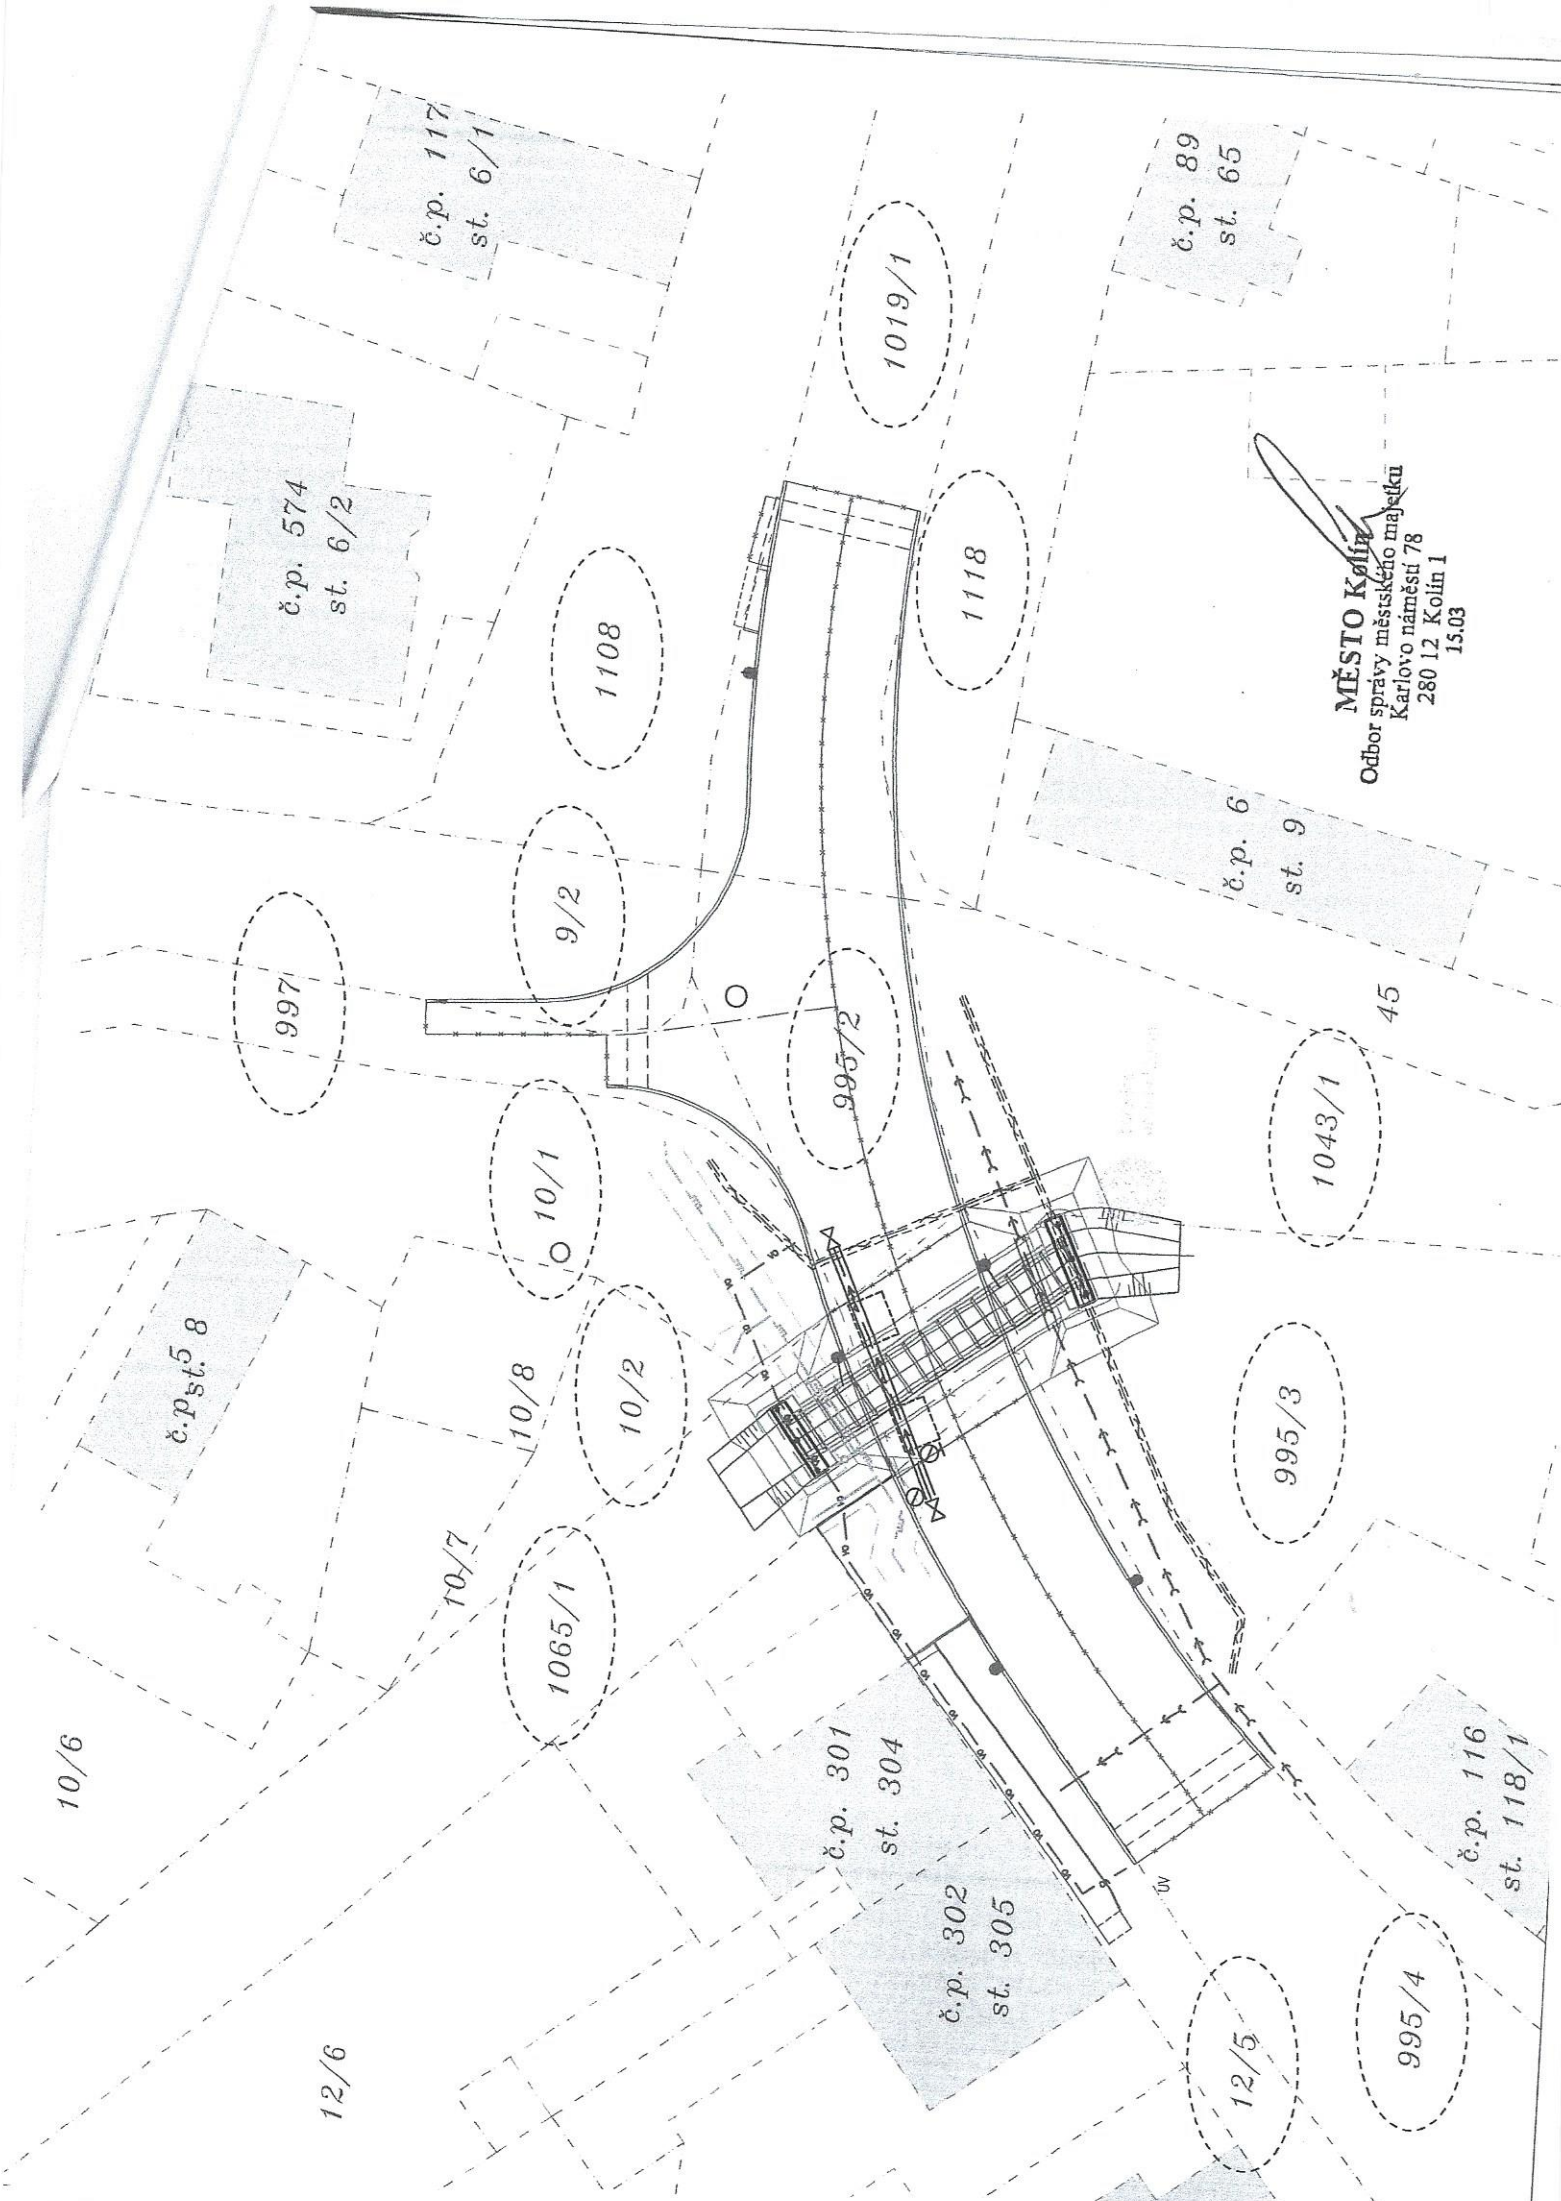 č.p. 117
st. 6/1
č.p. 89
st. 65
1019/1
č.p. 574
st. 6/2
1108
1118
MĚSTO Kolín
Odbor správy městského majetku
Karlovo náměstí 78
280 12 Kolín 1
15.03
č.p. 6
st. 9
9/2
997
995/2
45
1043/1
10/1
č.p. 5
st. 8
10/8
10/2
995/3
10/7
1065/1
10/6
č.p. 301
st. 304
č.p. 116
st. 118/1
č.p. 302
st. 305
ÚV
12/6
12/5
995/4